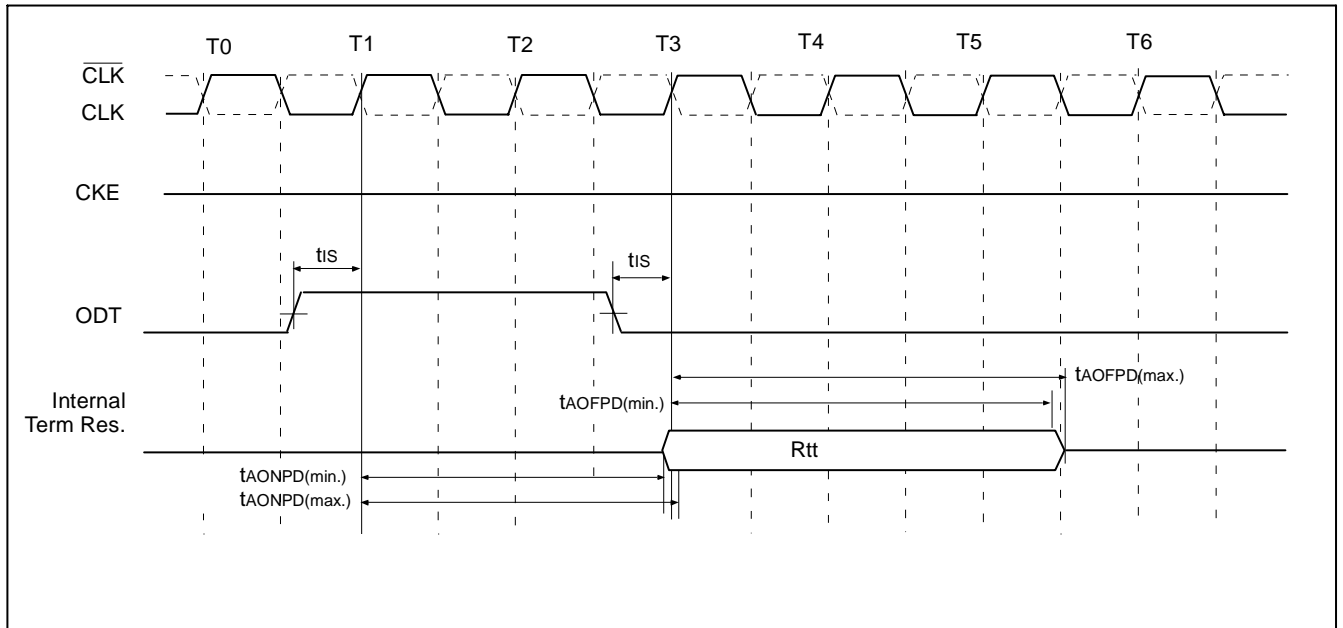 T0 T1 T2 T3 T4 T5 T6
CLK
CLK
CKE
tIS tIS
ODT
tAOFPD(max.)
tAOFPD(min.)
Internal
Term Res.
Rtt
tAONPD(min.)
tAONPD(max.)